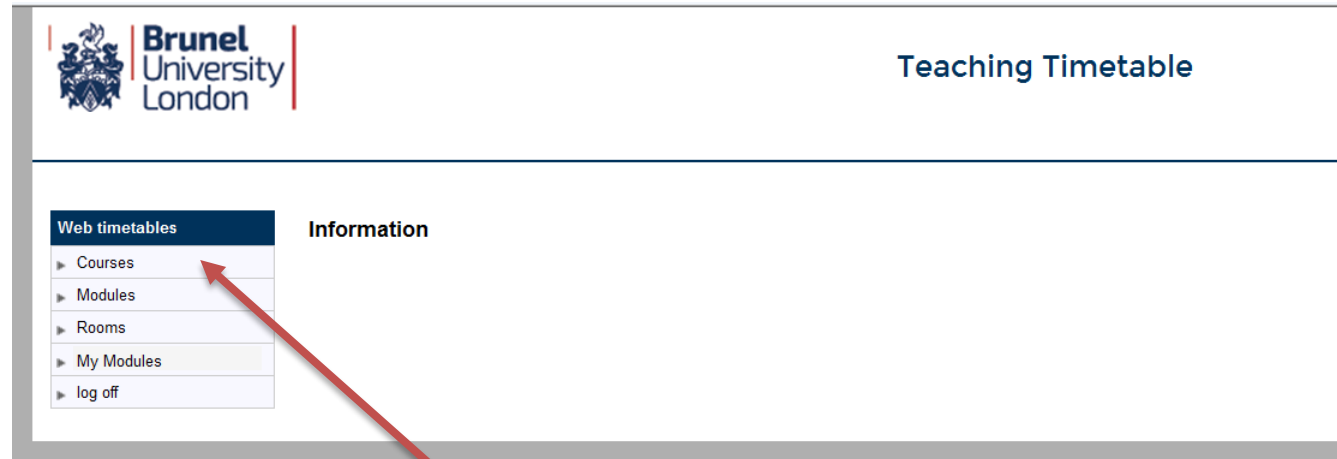 Brunel
University
London
Teaching Timetable
Web timetables
Information
Courses
Modules
Rooms
My Modules
log off